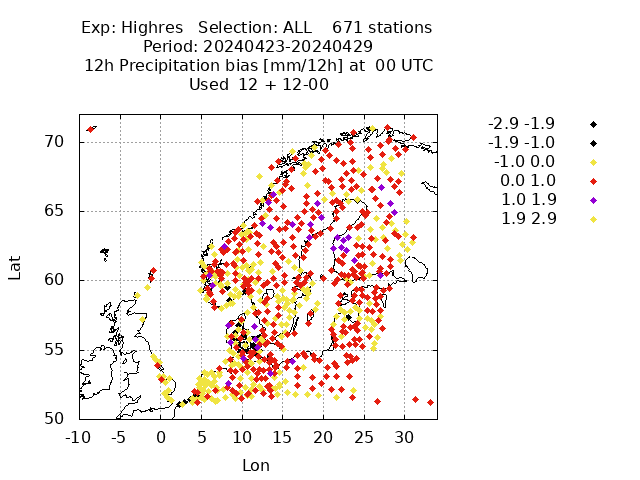 Exp: Highres   Selection: ALL    671 stations
Period: 20240423-20240429
12h Precipitation bias [mm/12h] at  00 UTC
Used  12 + 12-00
-2.9 -1.9
-1.9 -1.0
-1.0 0.0
0.0 1.0
1.0 1.9
1.9 2.9
Lat
70
65
60
55
50
-10 -5 0 5 10 15 20 25 30
Lon